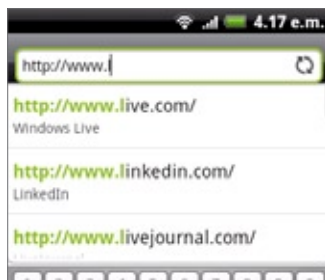 4.17 e.m.
http://www.l
http://www.live.com/
Windows Live
http://www.linkedin.com/
LinkedIn
http://www.livejournal.com/